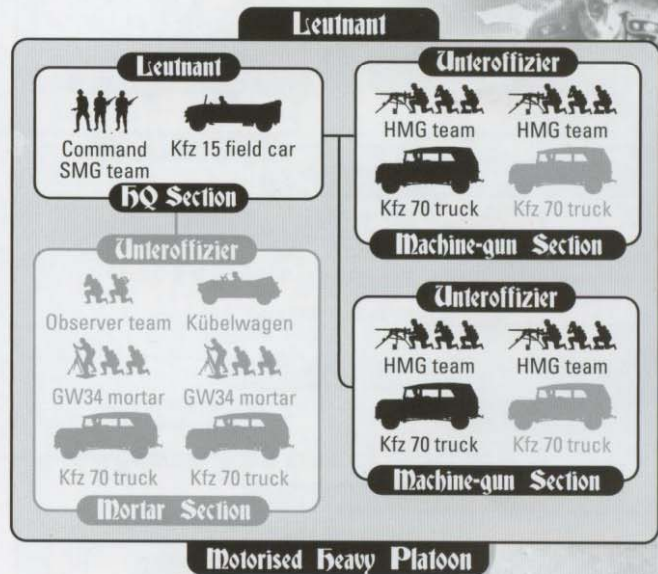 Leutnant
Leutnant
Command SMG team
Kfz 15 field car
HQ Section
Unteroffizier
Observer team
Kübelwagen
GW34 mortar
GW34 mortar
Kfz 70 truck
Kfz 70 truck
Mortar Section
Unteroffizier
HMG team
HMG team
Kfz 70 truck
Kfz 70 truck
Machine-gun Section
Unteroffizier
HMG team
HMG team
Kfz 70 truck
Kfz 70 truck
Machine-gun Section
Motorised Heavy Platoon